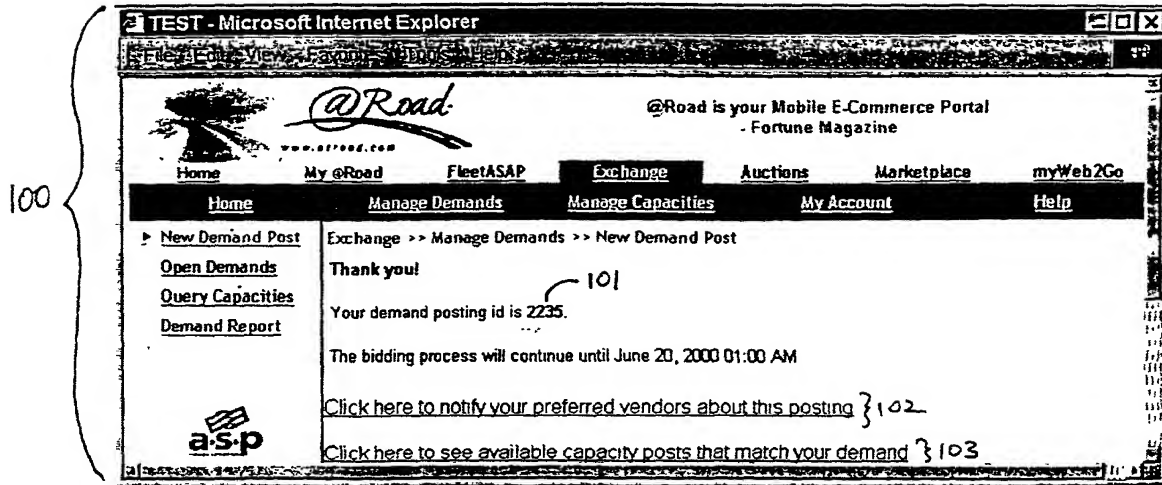 TEST - Microsoft Internet Explorer
@Road
www.atroad.com
@Road is your Mobile E-Commerce Portal
- Fortune Magazine
Home My @Road FleetASAP Exchange Auctions Marketplace myWeb2Go
100
Home Manage Demands Manage Capacities My Account Help
New Demand Post
Open Demands
Query Capacities
Demand Report
a·s·p
Exchange >> Manage Demands >> New Demand Post
Thank you!
101
Your demand posting id is 2235.
The bidding process will continue until June 20, 2000 01:00 AM
Click here to notify your preferred vendors about this posting }102
Click here to see available capacity posts that match your demand }103